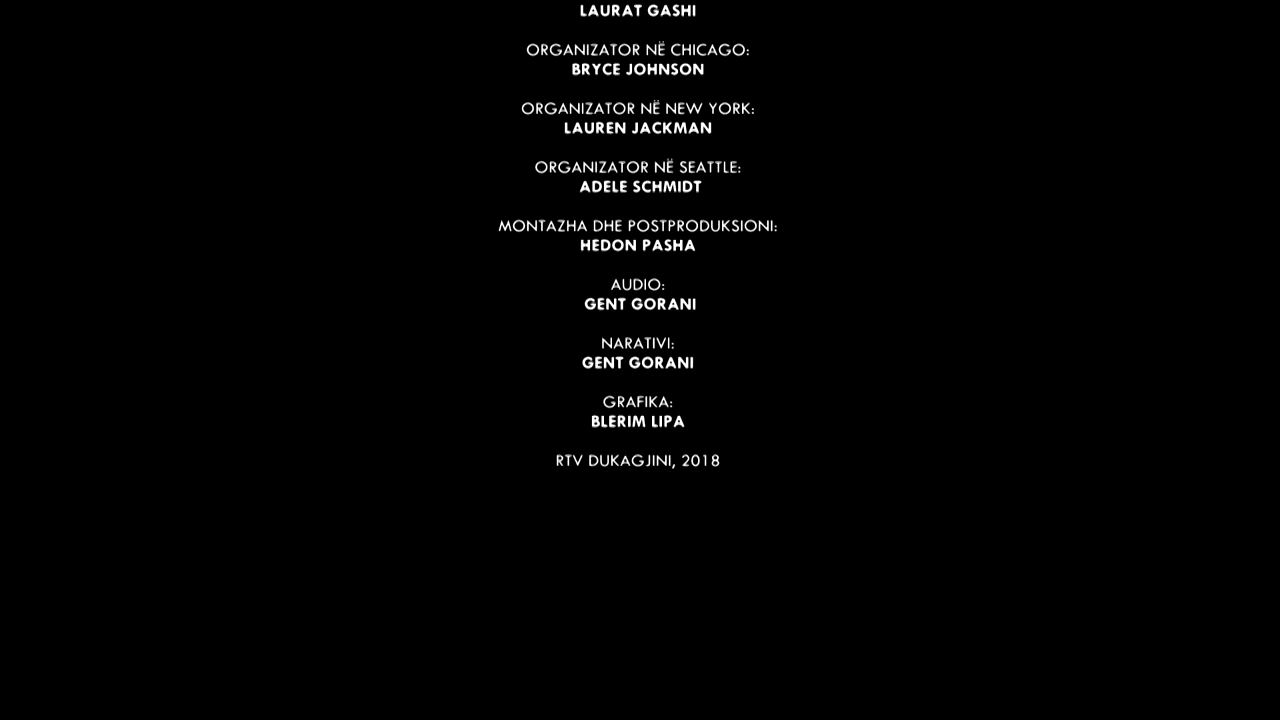 LAURAT GASHI
ORGANIZATOR NË CHICAGO:
BRYCE JOHNSON
ORGANIZATOR NË NEW YORK:
LAUREN JACKMAN
ORGANIZATOR NË SEATTLE:
ADELE SCHMIDT
MONTAZHA DHE POSTPRODUKSIONI:
HEDON PASHA
AUDIO:
GENT GORANI
NARATIVI:
GENT GORANI
GRAFIKA:
BLERIM LIPA
RTV DUKAGJINI, 2018